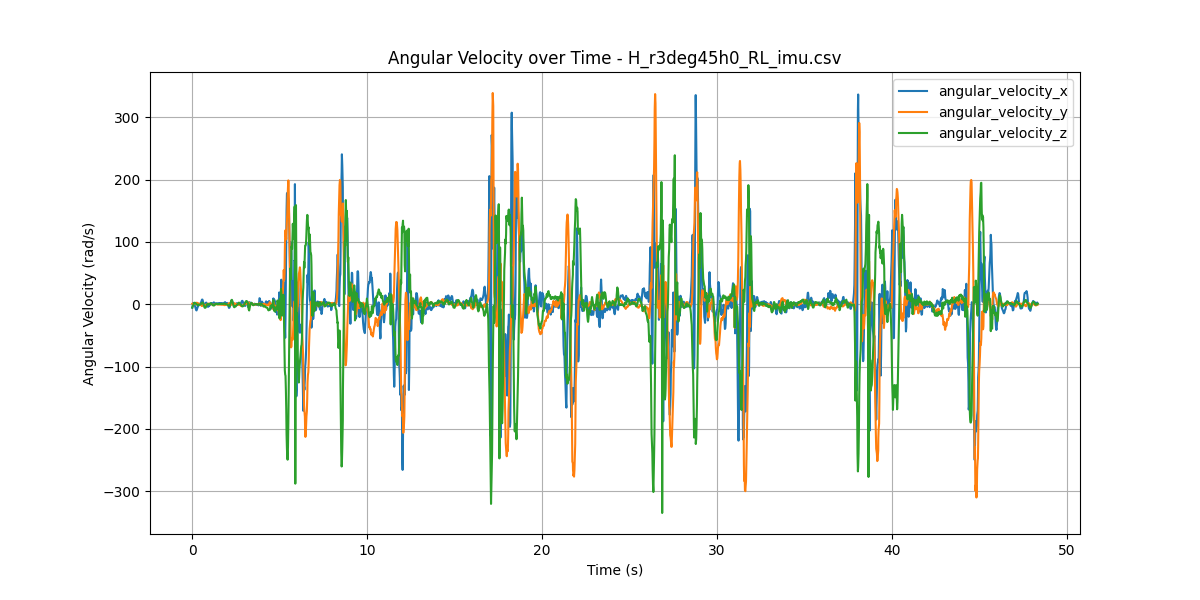 Angular Velocity over Time - H_r3deg45h0_RL_imu.csv
angular_velocity_x
angular_velocity_y
angular_velocity_z
Angular Velocity (rad/s)
300
200
100
0
−100
−200
−300
0
10
20
30
40
50
Time (s)